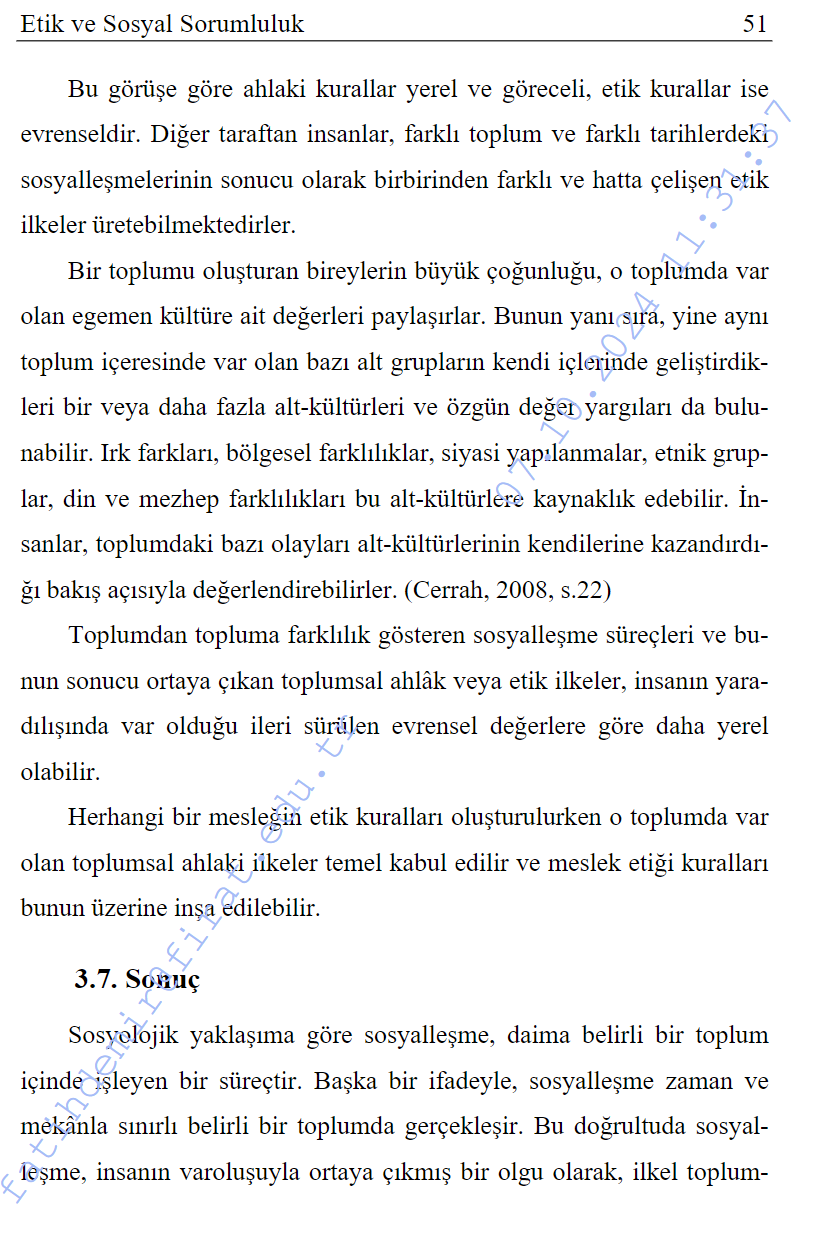 Etik ve Sosyal Sorumluluk 51
Bu görüşe göre ahlaki kurallar yerel ve göreceli, etik kurallar ise
evrenseldir. Diğer taraftan insanlar, farklı toplum ve farklı tarihlerdeki
sosyalleşmelerinin sonucu olarak birbirinden farklı ve hatta çelişen etik
ilkeler üretebilmektedirler.
Bir toplumu oluşturan bireylerin büyük çoğunluğu, o toplumda var
olan egemen kültüre ait değerleri paylaşırlar. Bunun yanı sıra, yine aynı
toplum içeresinde var olan bazı alt grupların kendi içlerinde geliştirdik-
leri bir veya daha fazla alt-kültürleri ve özgün değer yargıları da bulu-
nabilir. Irk farkları, bölgesel farklılıklar, siyasi yapılanmalar, etnik grup-
lar, din ve mezhep farklılıkları bu alt-kültürlere kaynaklık edebilir. İn-
sanlar, toplumdaki bazı olayları alt-kültürlerinin kendilerine kazandırdı-
ğı bakış açısıyla değerlendirebilirler. (Cerrah, 2008, s.22)
Toplumdan topluma farklılık gösteren sosyalleşme süreçleri ve bu-
nun sonucu ortaya çıkan toplumsal ahlâk veya etik ilkeler, insanın yara-
dılışında var olduğu ileri sürülen evrensel değerlere göre daha yerel
olabilir.
Herhangi bir mesleğin etik kuralları oluşturulurken o toplumda var
olan toplumsal ahlaki ilkeler temel kabul edilir ve meslek etiği kuralları
bunun üzerine inşa edilebilir.
3.7. Sonuç
Sosyolojik yaklaşıma göre sosyalleşme, daima belirli bir toplum
içinde işleyen bir süreçtir. Başka bir ifadeyle, sosyalleşme zaman ve
mekânla sınırlı belirli bir toplumda gerçekleşir. Bu doğrultuda sosyal-
leşme, insanın varoluşuyla ortaya çıkmış bir olgu olarak, ilkel toplum-
fatihdemirafirat.edu.tr
07.10.2024 11:31:37